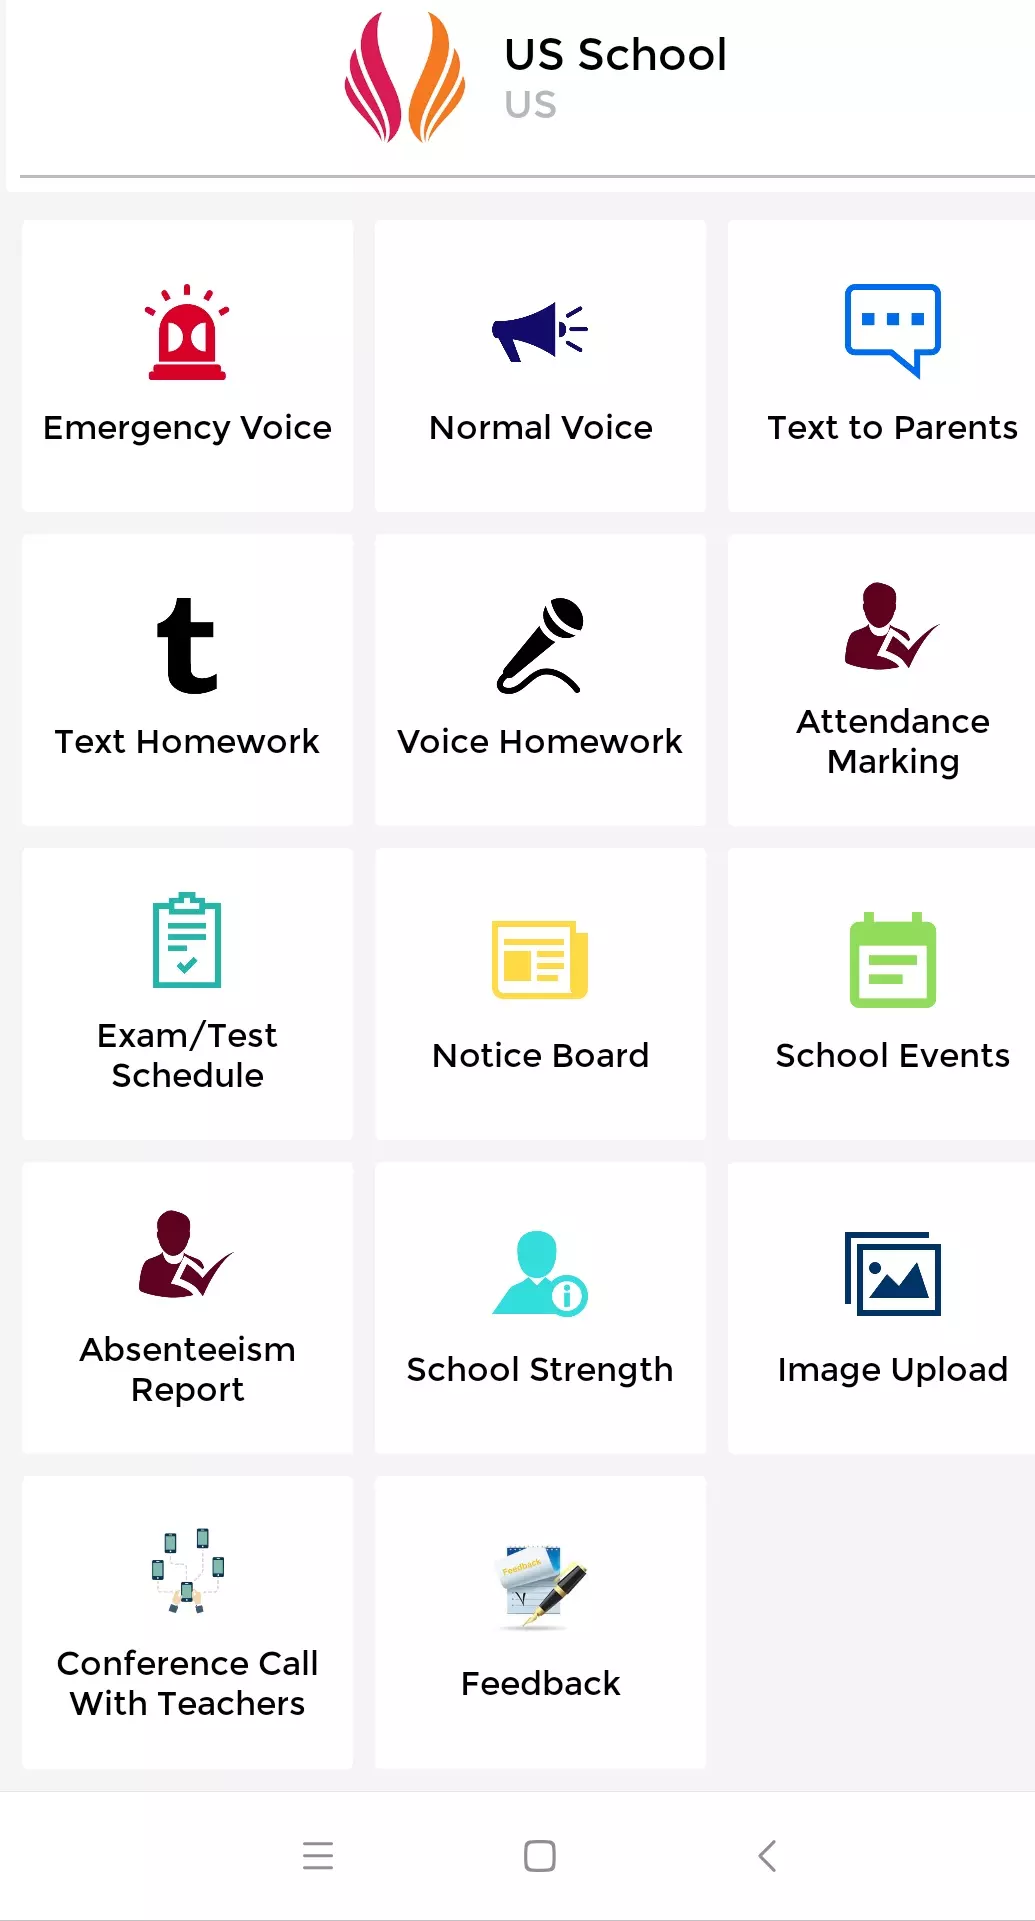 US School
US
Emergency Voice
Normal Voice
Text to Parents
t
Text Homework
Voice Homework
Attendance
Marking
Exam/Test
Schedule
Notice Board
School Events
Absenteeism
Report
School Strength
Image Upload
Conference Call
With Teachers
Feedback
Feedback